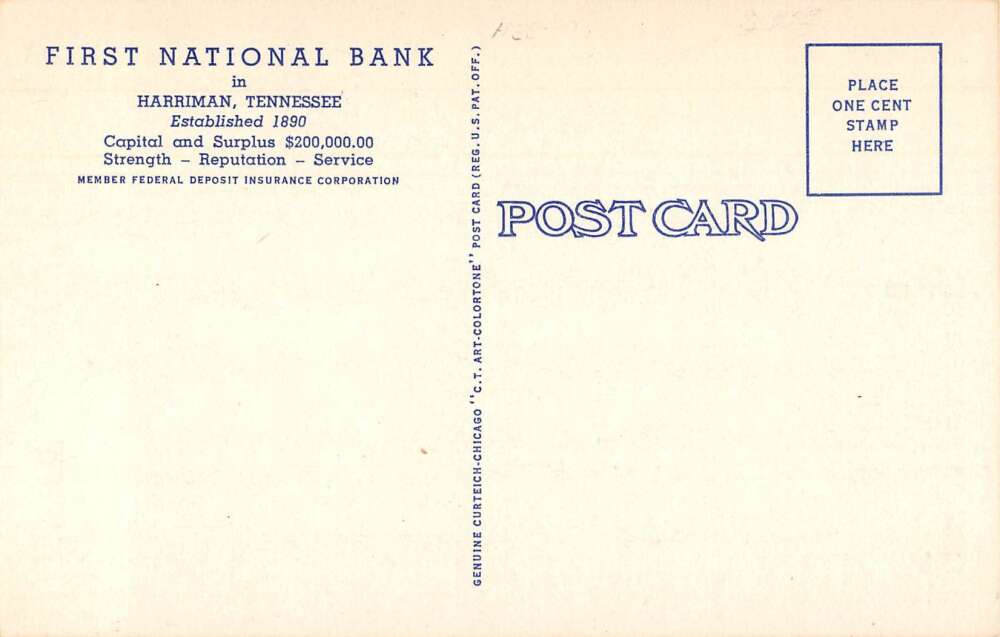 FIRST NATIONAL BANK
in
HARRIMAN, TENNESSEE
Established 1890
Capital and Surplus $200,000.00
Strength – Reputation – Service
MEMBER FEDERAL DEPOSIT INSURANCE CORPORATION
GENUINE CURTEICH-CHICAGO "C.T. ART-COLORTONE" POST CARD (REG. U.S. PAT. OFF.)
POST CARD
PLACE
ONE CENT
STAMP
HERE